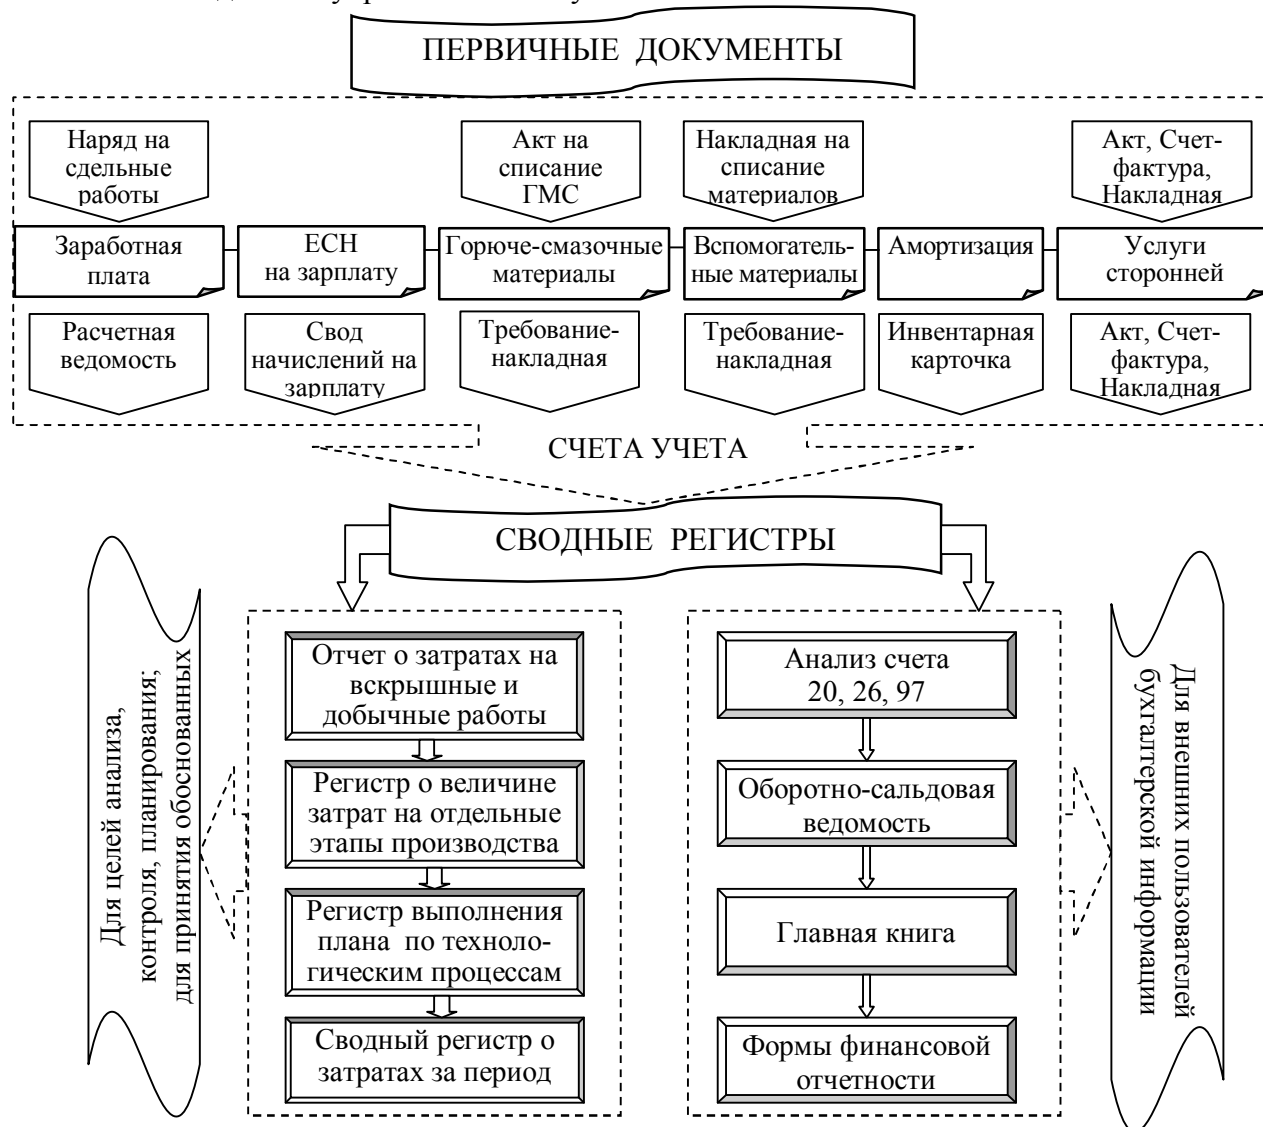 ПЕРВИЧНЫЕ ДОКУМЕНТЫ
Наряд на
сдельные
работы
Акт на
списание
ГМС
Накладная на
списание
материалов
Акт, Счет-
фактура,
Накладная
Заработная
плата
ЕСН
на зарплату
Горюче-смазочные
материалы
Вспомогатель-
ные материалы
Амортизация
Услуги
сторонней
Расчетная
ведомость
Свод
начислений на
зарплату
Требование-
накладная
Требование-
накладная
Инвентарная
карточка
Акт, Счет-
фактура,
Накладная
СЧЕТА УЧЕТА
СВОДНЫЕ РЕГИСТРЫ
Для целей анализа,
контроля, планирования;
для принятия обоснованных
Отчет о затратах на
вскрышные и
добычные работы
Регистр о величине
затрат на отдельные
этапы производства
Регистр выполнения
плана по техноло-
гическим процессам
Сводный регистр о
затратах за период
Анализ счета
20, 26, 97
Оборотно-сальдовая
ведомость
Главная книга
Формы финансовой
отчетности
Для внешних пользователей
бухгалтерской информации